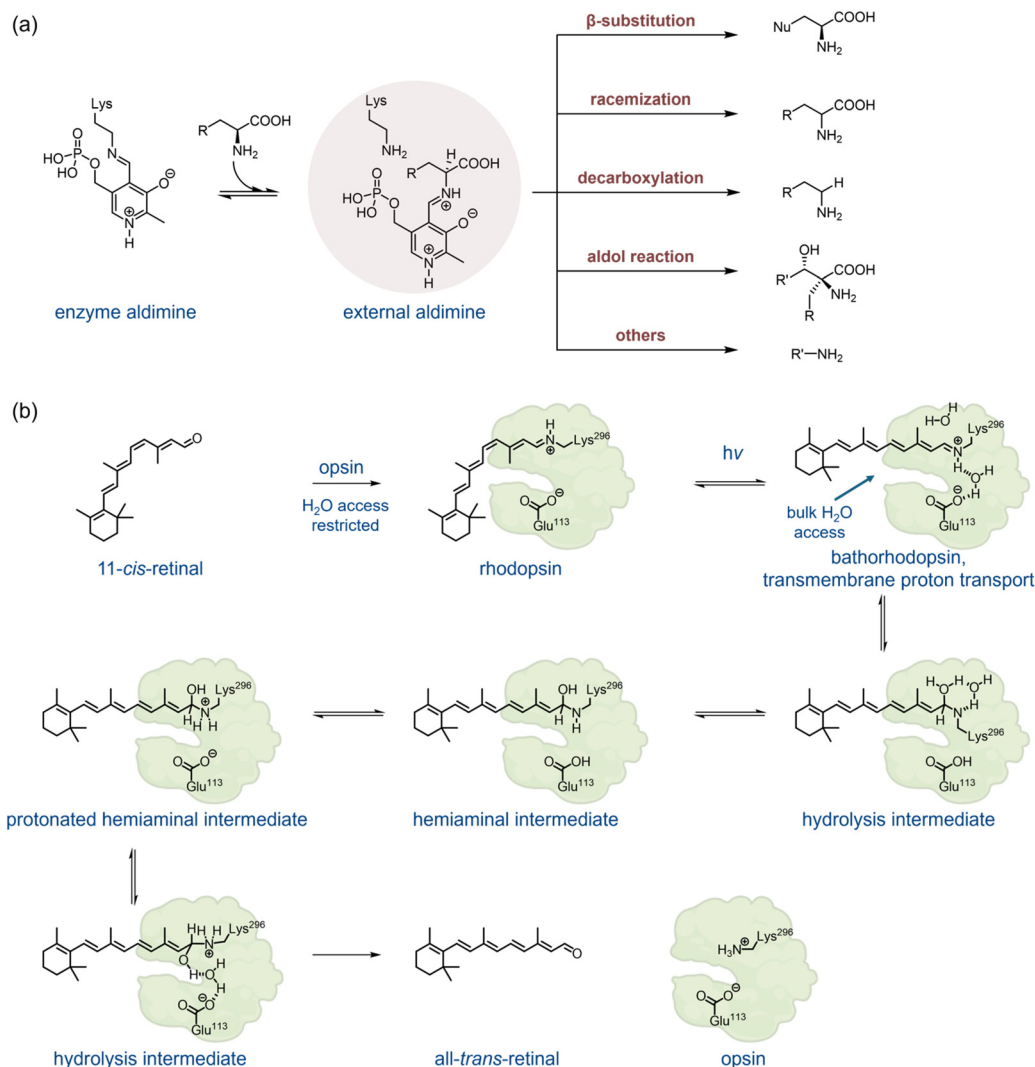 (a)
β-substitution
Nu
COOH
NH₂
Lys
N
O
P
HO
HO
O
O⊖
N
⊕
H
R
COOH
NH₂
Lys
NH₂
H
COOH
R
NH
⊕
O
P
HO
HO
O
O⊖
⊕
N
H
racemization
R
COOH
NH₂
decarboxylation
R
H
NH₂
aldol reaction
OH
COOH
R'
NH₂
R
others
R'—NH₂
enzyme aldimine
external aldimine
(b)
O
11-cis-retinal
opsin
H₂O access
restricted
H
N
⊕
Lys²⁹⁶
O
O⊖
Glu¹¹³
rhodopsin
hν
H
H-O
Lys²⁹⁶
⊕
N
H
O-H
H
⊖
O
O
Glu¹¹³
bulk H₂O
access
bathorhodopsin,
transmembrane proton transport
OH
Lys²⁹⁶
⊕
N
H H H
⊖
O
O
Glu¹¹³
protonated hemiaminal intermediate
OH
Lys²⁹⁶
H N
H
O
OH
Glu¹¹³
hemiaminal intermediate
H
O-H
H
O-H
H N
Lys²⁹⁶
O
OH
Glu¹¹³
hydrolysis intermediate
H H H
N
⊕
Lys²⁹⁶
O
H
O
H
H
⊖
O
O
Glu¹¹³
hydrolysis intermediate
O
all-trans-retinal
H₃N
⊕
Lys²⁹⁶
⊖
O
O
Glu¹¹³
opsin